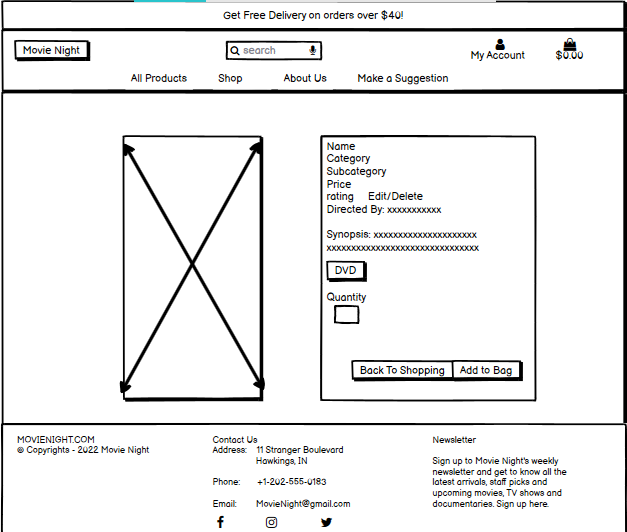 Get Free Delivery on orders over $40!
Movie Night
search
My Account
$0.00
All Products Shop About Us Make a Suggestion
Name
Category
Subcategory
Price
rating Edit/Delete
Directed By: xxxxxxxxxxx
Synopsis: xxxxxxxxxxxxxxxxxxxxx
xxxxxxxxxxxxxxxxxxxxxxxxxxxxxxx
DVD
Quantity
Back To Shopping Add to Bag
MOVIENIGHT.COM
© Copyrights - 2022 Movie Night
Contact Us
Address: 11 Stranger Boulevard
Hawkings, IN
Phone: +1-202-555-0183
Email: MovieNight@gmail.com
Newsletter
Sign up to Movie Night's weekly
newsletter and get to know all the
latest arrivals, staff picks and
upcoming movies, TV shows and
documentaries. Sign up here.